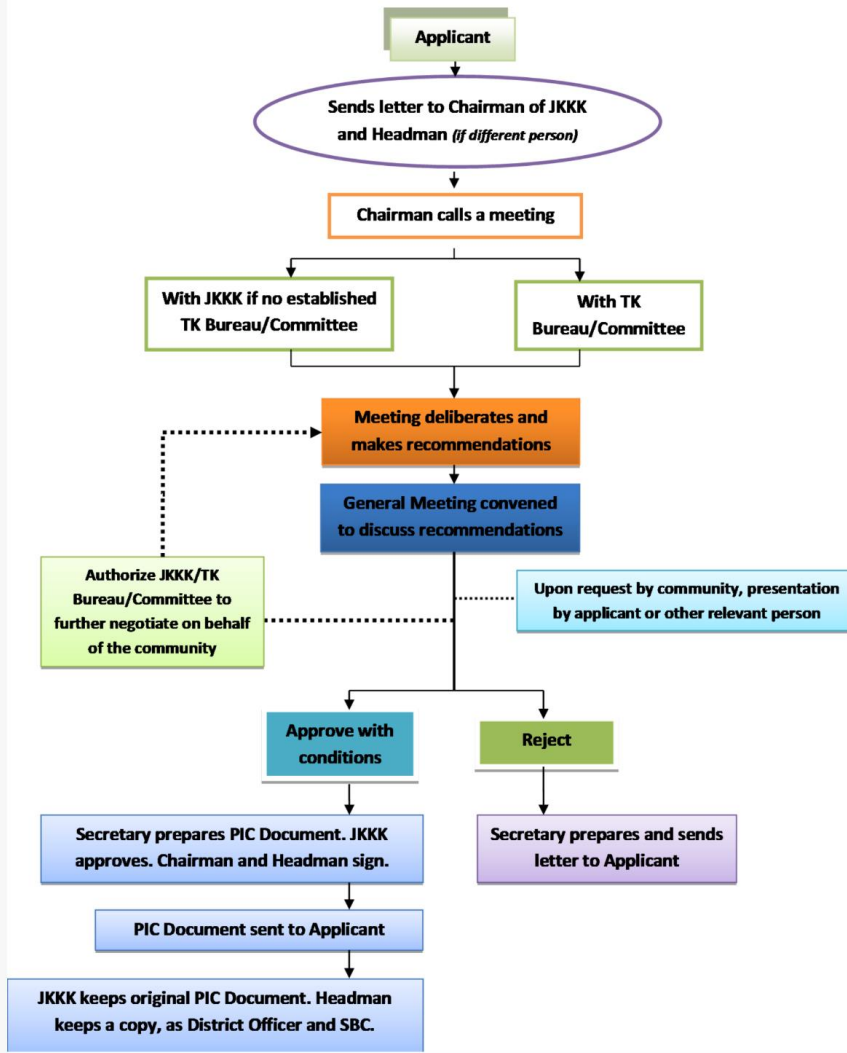 Applicant
Sends letter to Chairman of JKKK
and Headman (if different person)
Chairman calls a meeting
With JKKK if no established
TK Bureau/Committee
With TK
Bureau/Committee
Meeting deliberates and
makes recommendations
General Meeting convened
to discuss recommendations
Authorize JKKK/TK
Bureau/Committee to
further negotiate on behalf
of the community
Upon request by community, presentation
by applicant or other relevant person
Approve with
conditions
Reject
Secretary prepares PIC Document. JKKK
approves. Chairman and Headman sign.
Secretary prepares and sends
letter to Applicant
PIC Document sent to Applicant
JKKK keeps original PIC Document. Headman
keeps a copy, as District Officer and SBC.